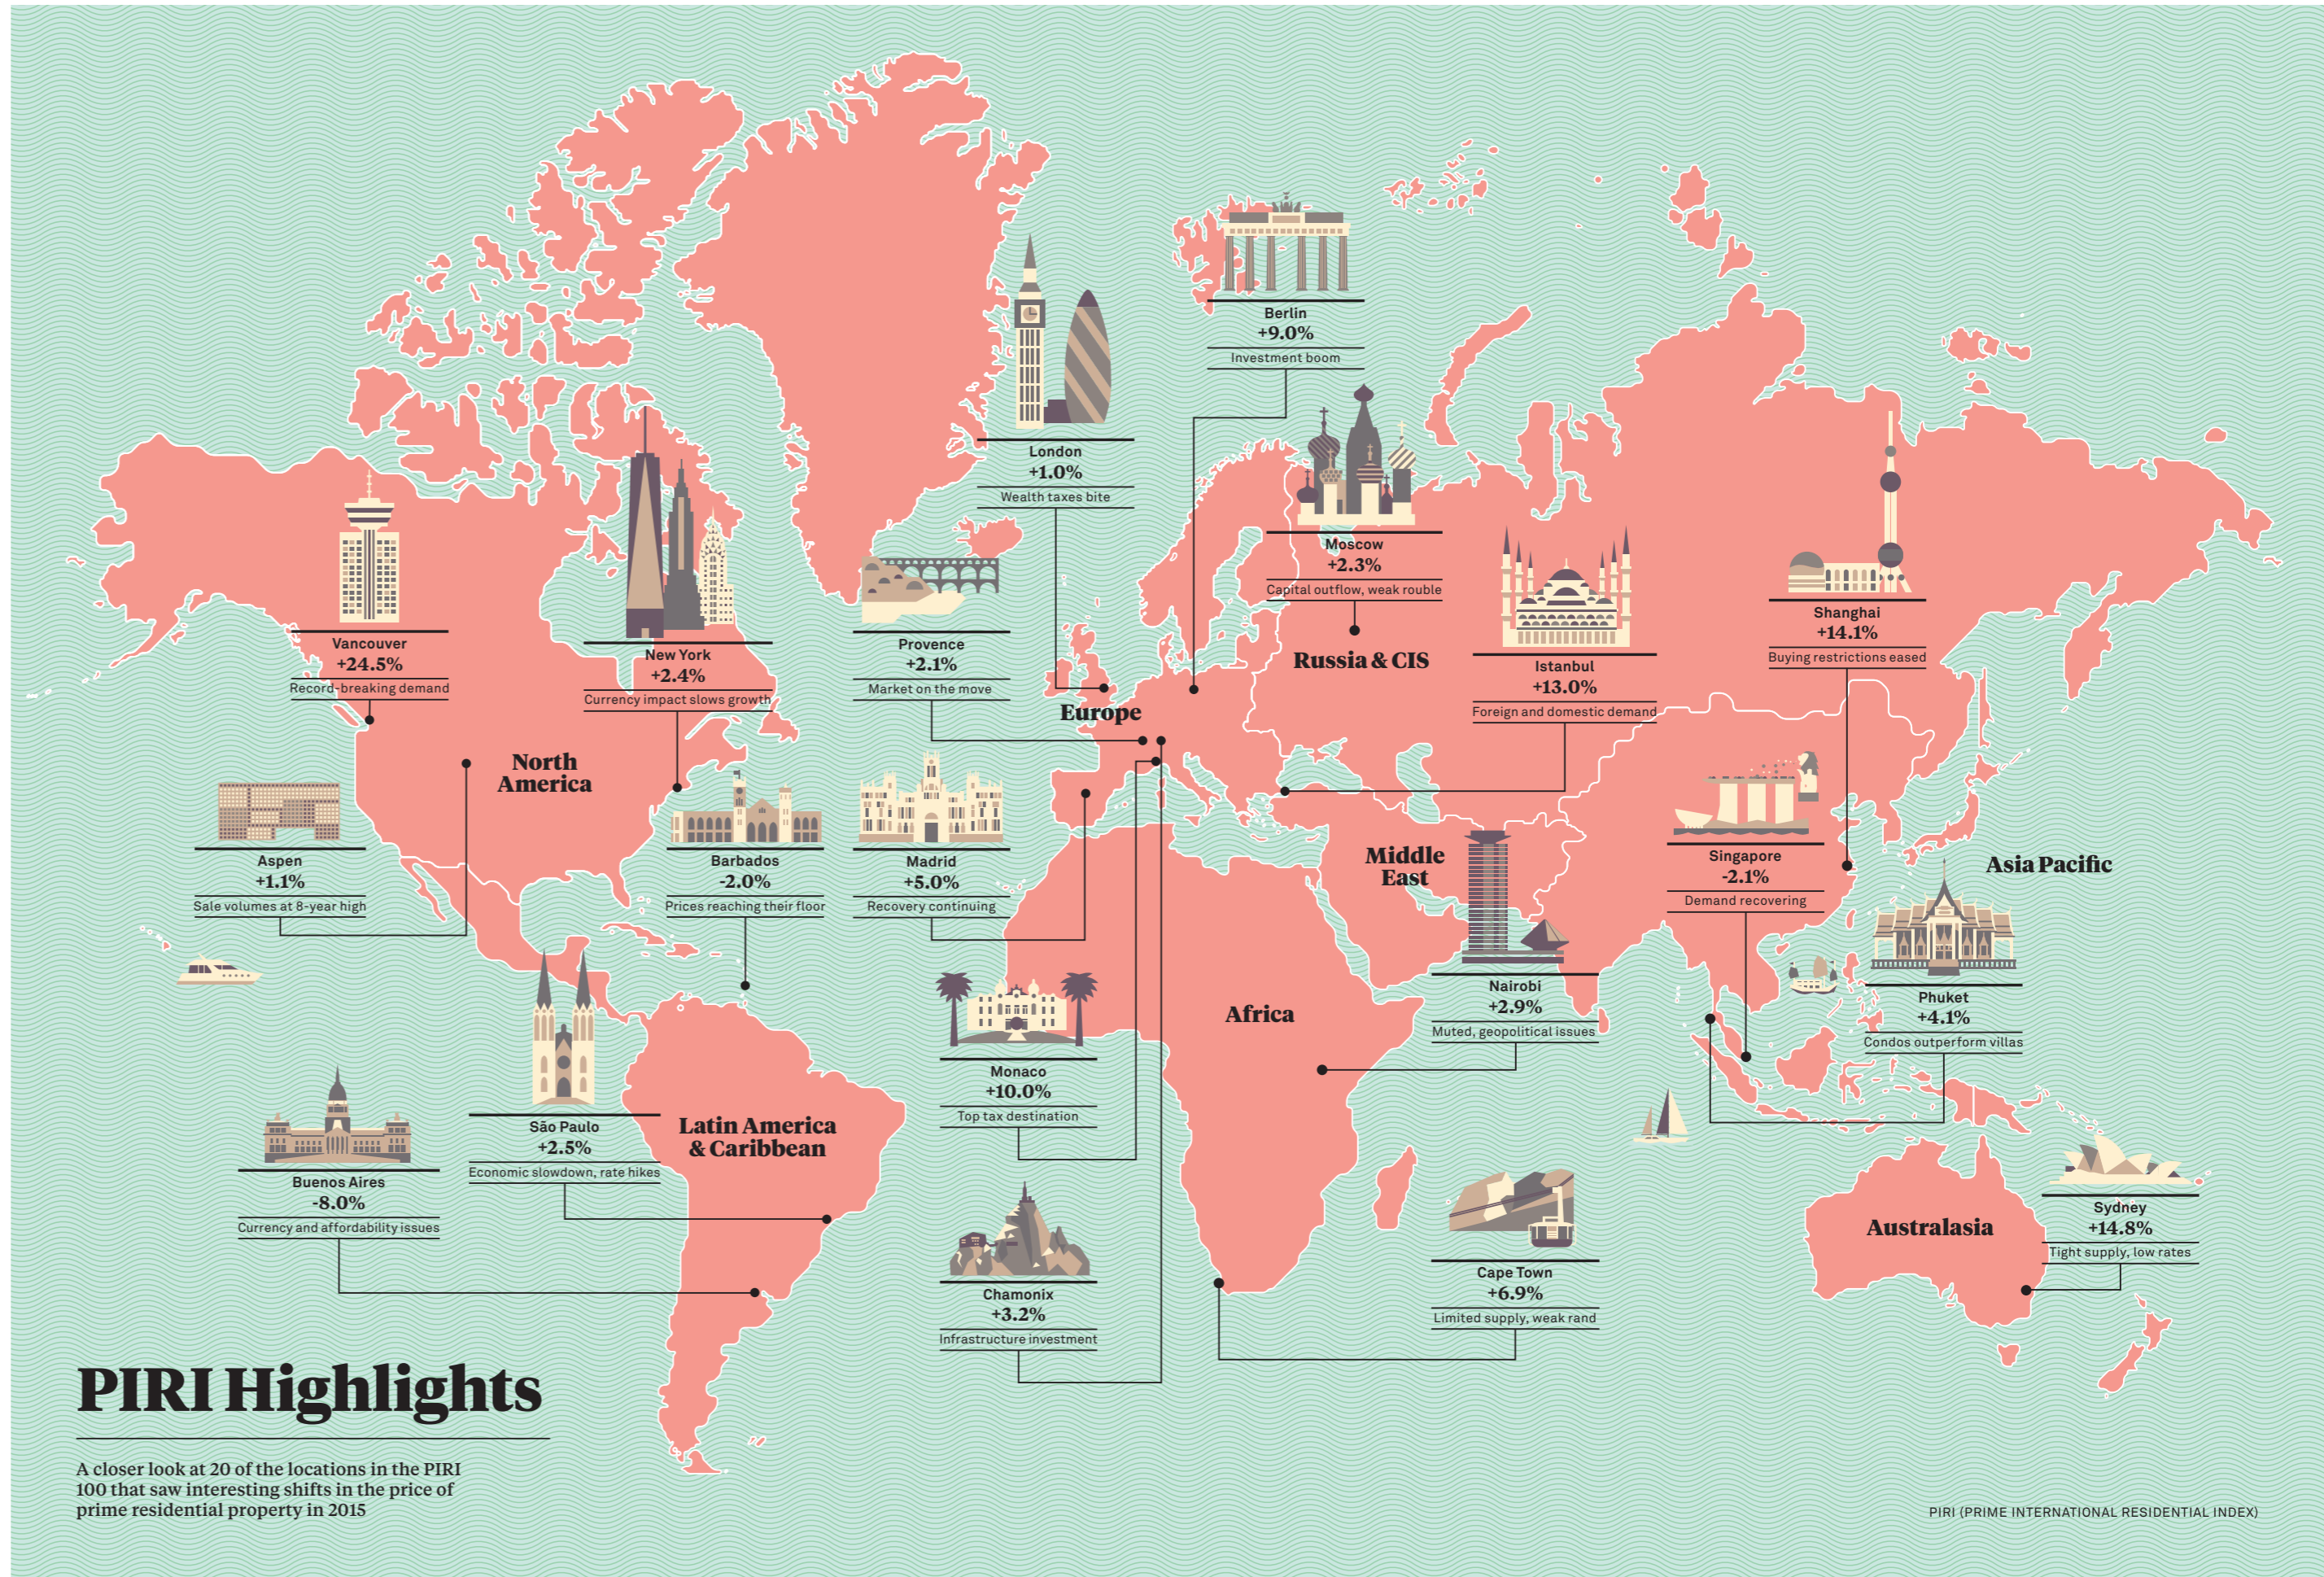 Berlin
+9.0%
Investment boom
London
+1.0%
Wealth taxes bite
Moscow
+2.3%
Capital outflow, weak rouble
Vancouver
+24.5%
Record-breaking demand
New York
+2.4%
Currency impact slows growth
Provence
+2.1%
Market on the move
Russia & CIS
Istanbul
+13.0%
Foreign and domestic demand
Shanghai
+14.1%
Buying restrictions eased
Europe
North
America
Aspen
+1.1%
Sale volumes at 8-year high
Barbados
-2.0%
Prices reaching their floor
Madrid
+5.0%
Recovery continuing
Middle
East
Singapore
-2.1%
Demand recovering
Asia Pacific
Nairobi
+2.9%
Muted, geopolitical issues
Phuket
+4.1%
Condos outperform villas
Africa
Monaco
+10.0%
Top tax destination
São Paulo
+2.5%
Economic slowdown, rate hikes
Latin America
& Caribbean
Buenos Aires
-8.0%
Currency and affordability issues
Chamonix
+3.2%
Infrastructure investment
Cape Town
+6.9%
Limited supply, weak rand
Australasia
Sydney
+14.8%
Tight supply, low rates
PIRI Highlights
A closer look at 20 of the locations in the PIRI
100 that saw interesting shifts in the price of
prime residential property in 2015
PIRI (PRIME INTERNATIONAL RESIDENTIAL INDEX)